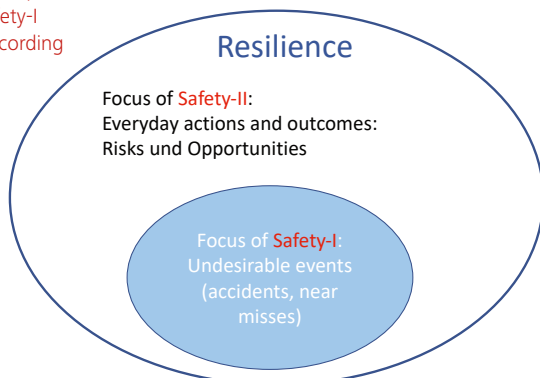 ety-I
cording
Resilience
Focus of Safety-II:
Everyday actions and outcomes:
Risks und Opportunities
Focus of Safety-I:
Undesirable events
(accidents, near
misses)